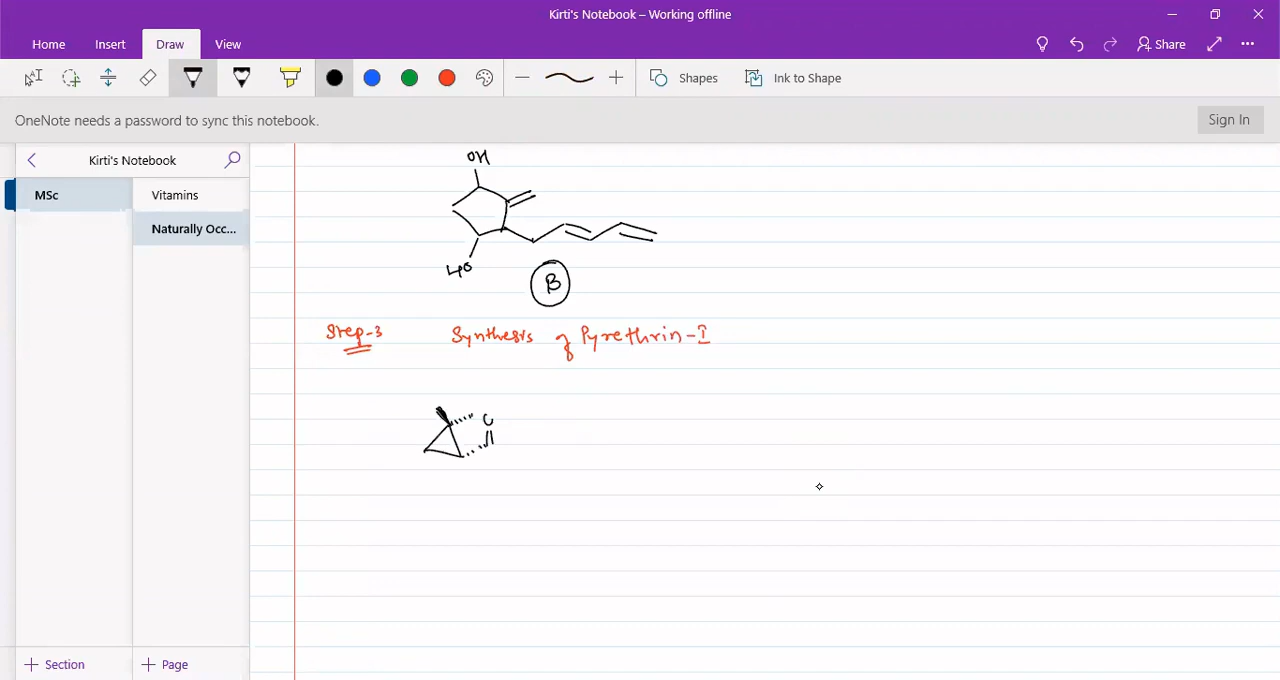 Kirti's Notebook – Working offline
Home Insert Draw View
Share
Shapes Ink to Shape
OneNote needs a password to sync this notebook. Sign In
Kirti's Notebook
MSc Vitamins
Naturally Occ...
OH
HO
B
Step-3 Synthesis of Pyrethrin-I
C
Section Page